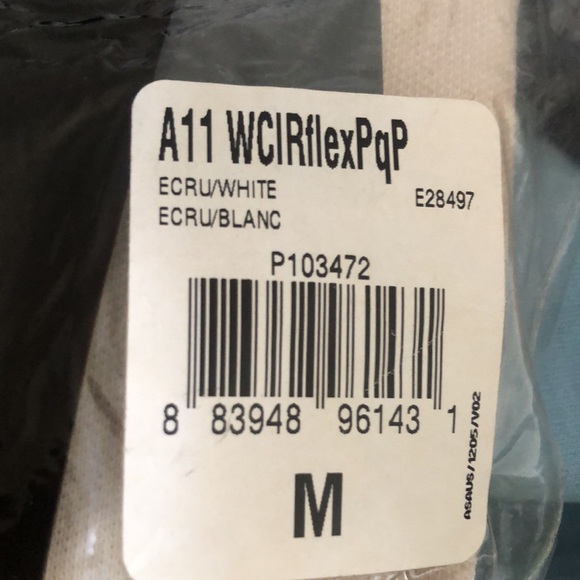 A11 WCIRflexPqP
ECRU/WHITE
E28497
ECRU/BLANC
P103472
8 83948 96143 1
M
ASAUS/1205/V02